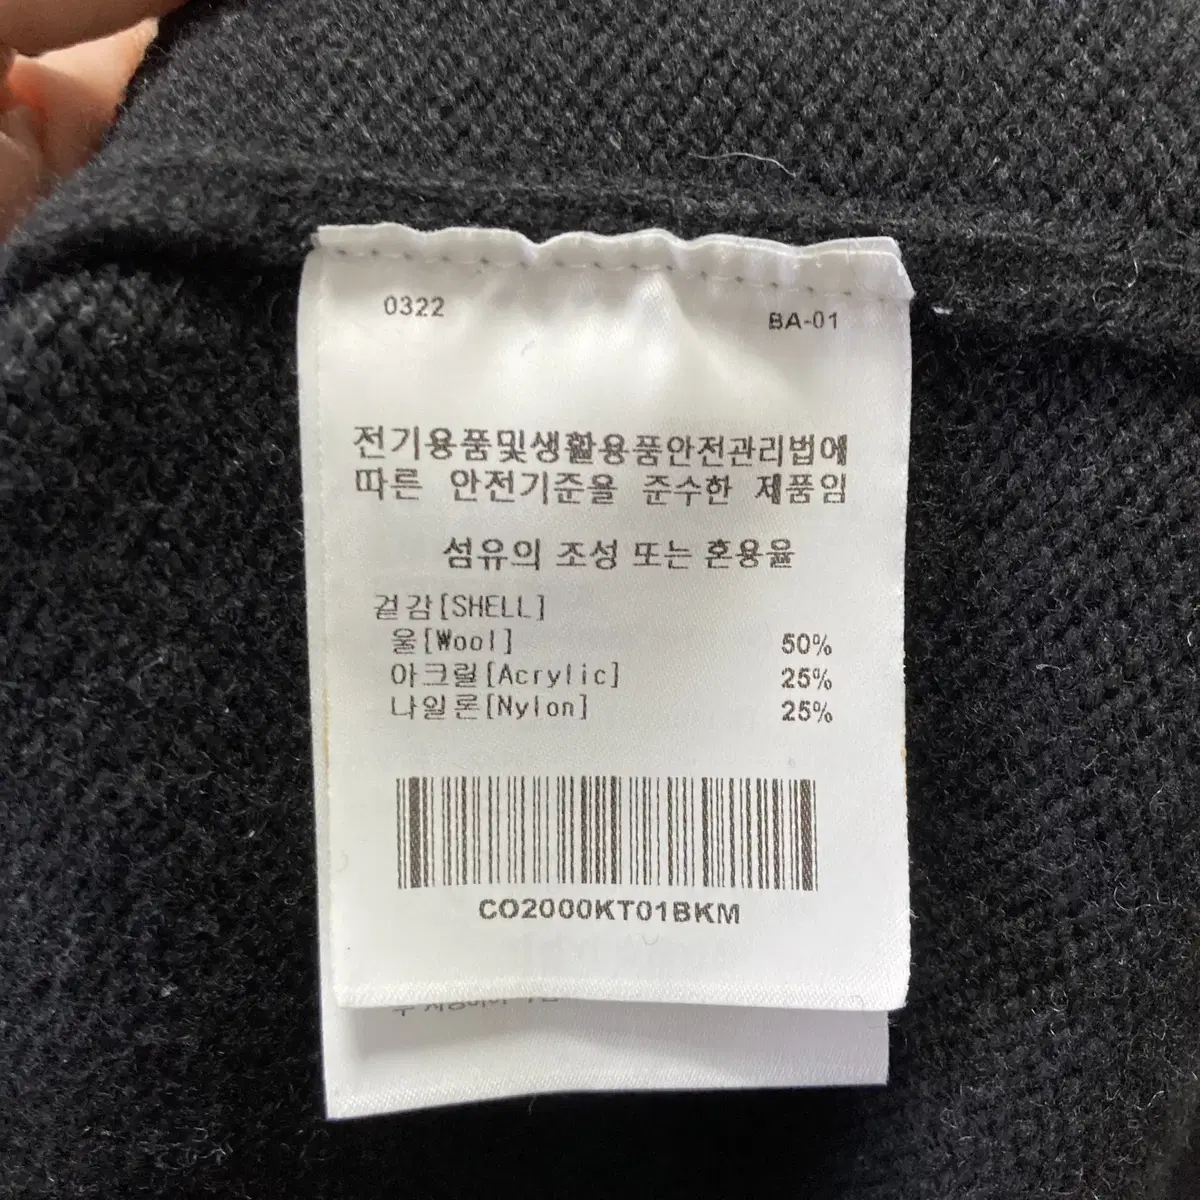 0322 BA-01
전기용품및생활용품안전관리법에
따른 안전기준을 준수한 제품임
섬유의 조성 또는 혼용율
겉감[SHELL]
울[Wool] 50%
아크릴[Acrylic] 25%
나일론[Nylon] 25%
CO2000KT01BKM